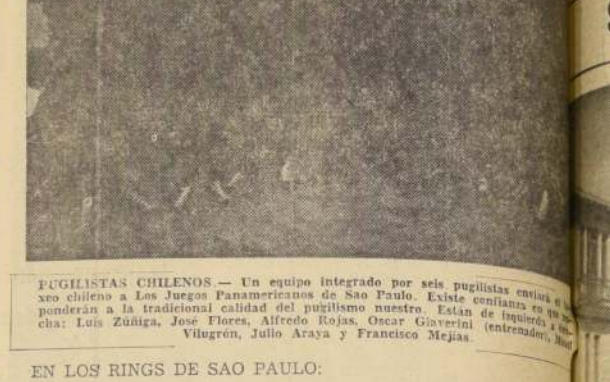 PUGILISTAS CHILENOS.— Un equipo integrado por seis pugilistas enviará el
xeo chileno a Los Juegos Panamericanos de Sao Paulo. Existe confianza en que
ponderán a la tradicional calidad del pugilismo nuestro. Están de izquierda a
cha: Luis Zúñiga, José Flores, Alfredo Rojas, Oscar Giaverini (entrenador),
Vilugrón, Julio Araya y Francisco Mejías.
EN LOS RINGS DE SAO PAULO: